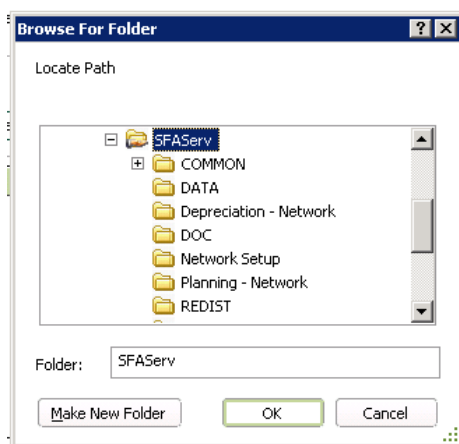 Browse For Folder
Locate Path
SFAServ
COMMON
DATA
Depreciation - Network
DOC
Network Setup
Planning - Network
REDIST
Folder: SFAServ
Make New Folder OK Cancel